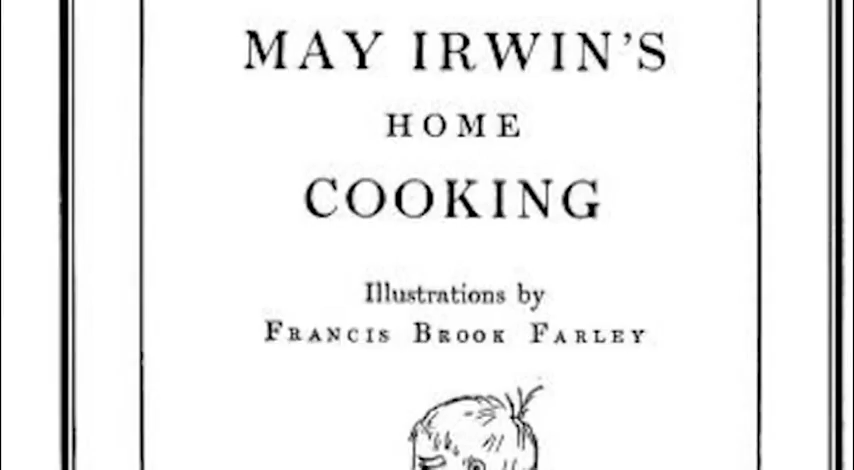 MAY IRWIN'S
HOME
COOKING
Illustrations by
FRANCIS BROOK FARLEY